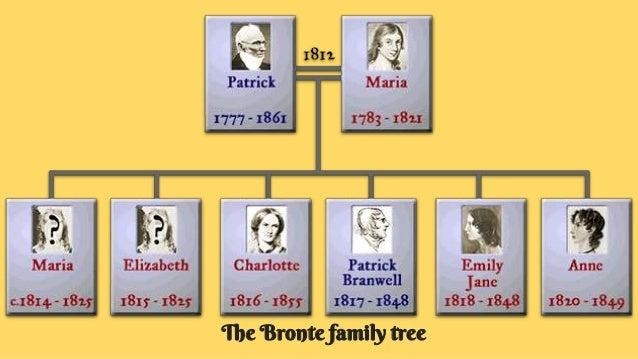 1812
Patrick
1777 - 1861
Maria
1783 - 1821
?
Maria
c.1814 - 1825
?
Elizabeth
1815 - 1825
Charlotte
1816 - 1855
Patrick
Branwell
1817 - 1848
Emily
Jane
1818 - 1848
Anne
1820 - 1849
The Bronte family tree